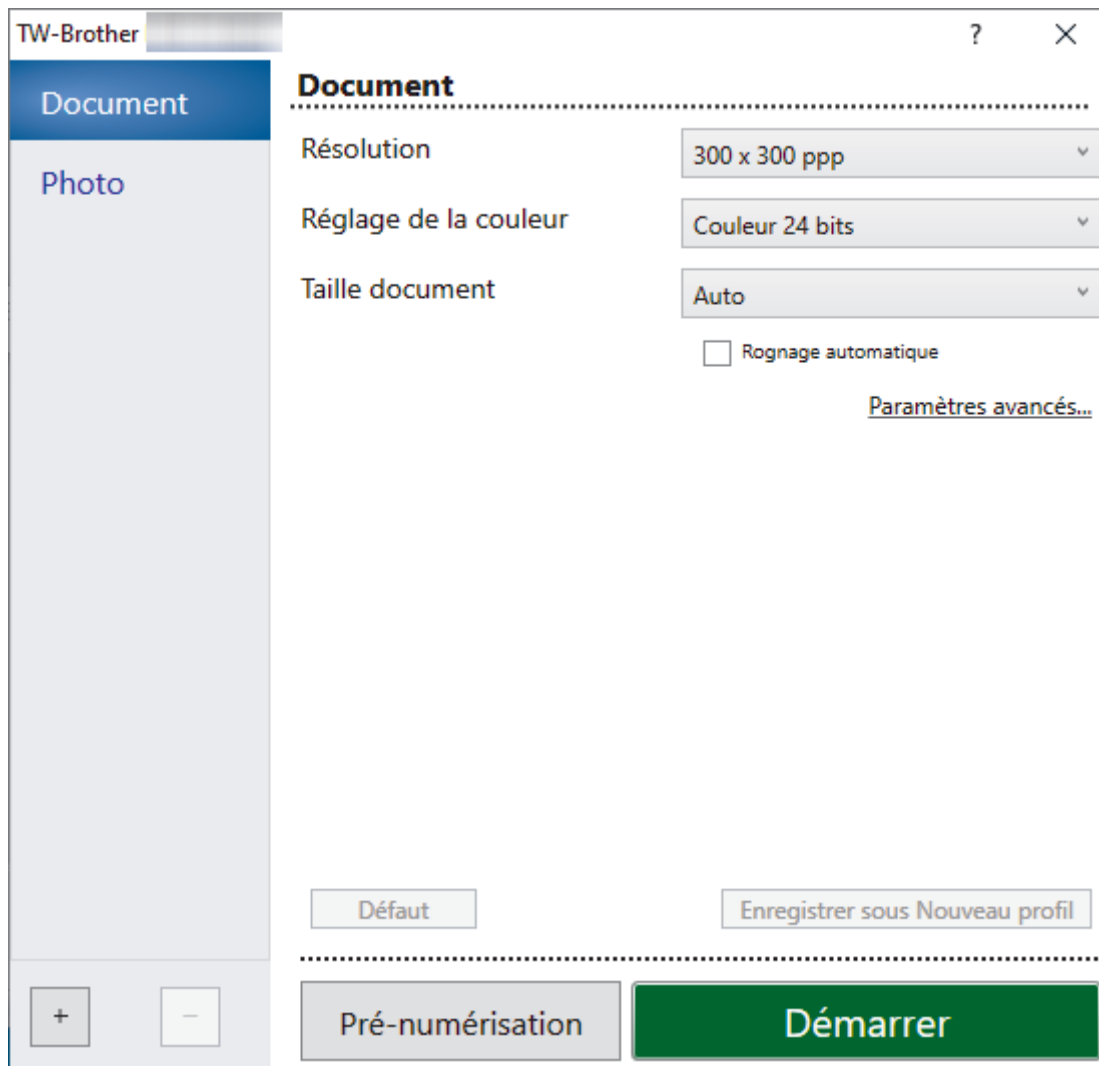 TW-Brother
?
Document
Photo
Document
Résolution
300 x 300 ppp
Réglage de la couleur
Couleur 24 bits
Taille document
Auto
Rognage automatique
Paramètres avancés...
Défaut
Enregistrer sous Nouveau profil
+
−
Pré-numérisation
Démarrer